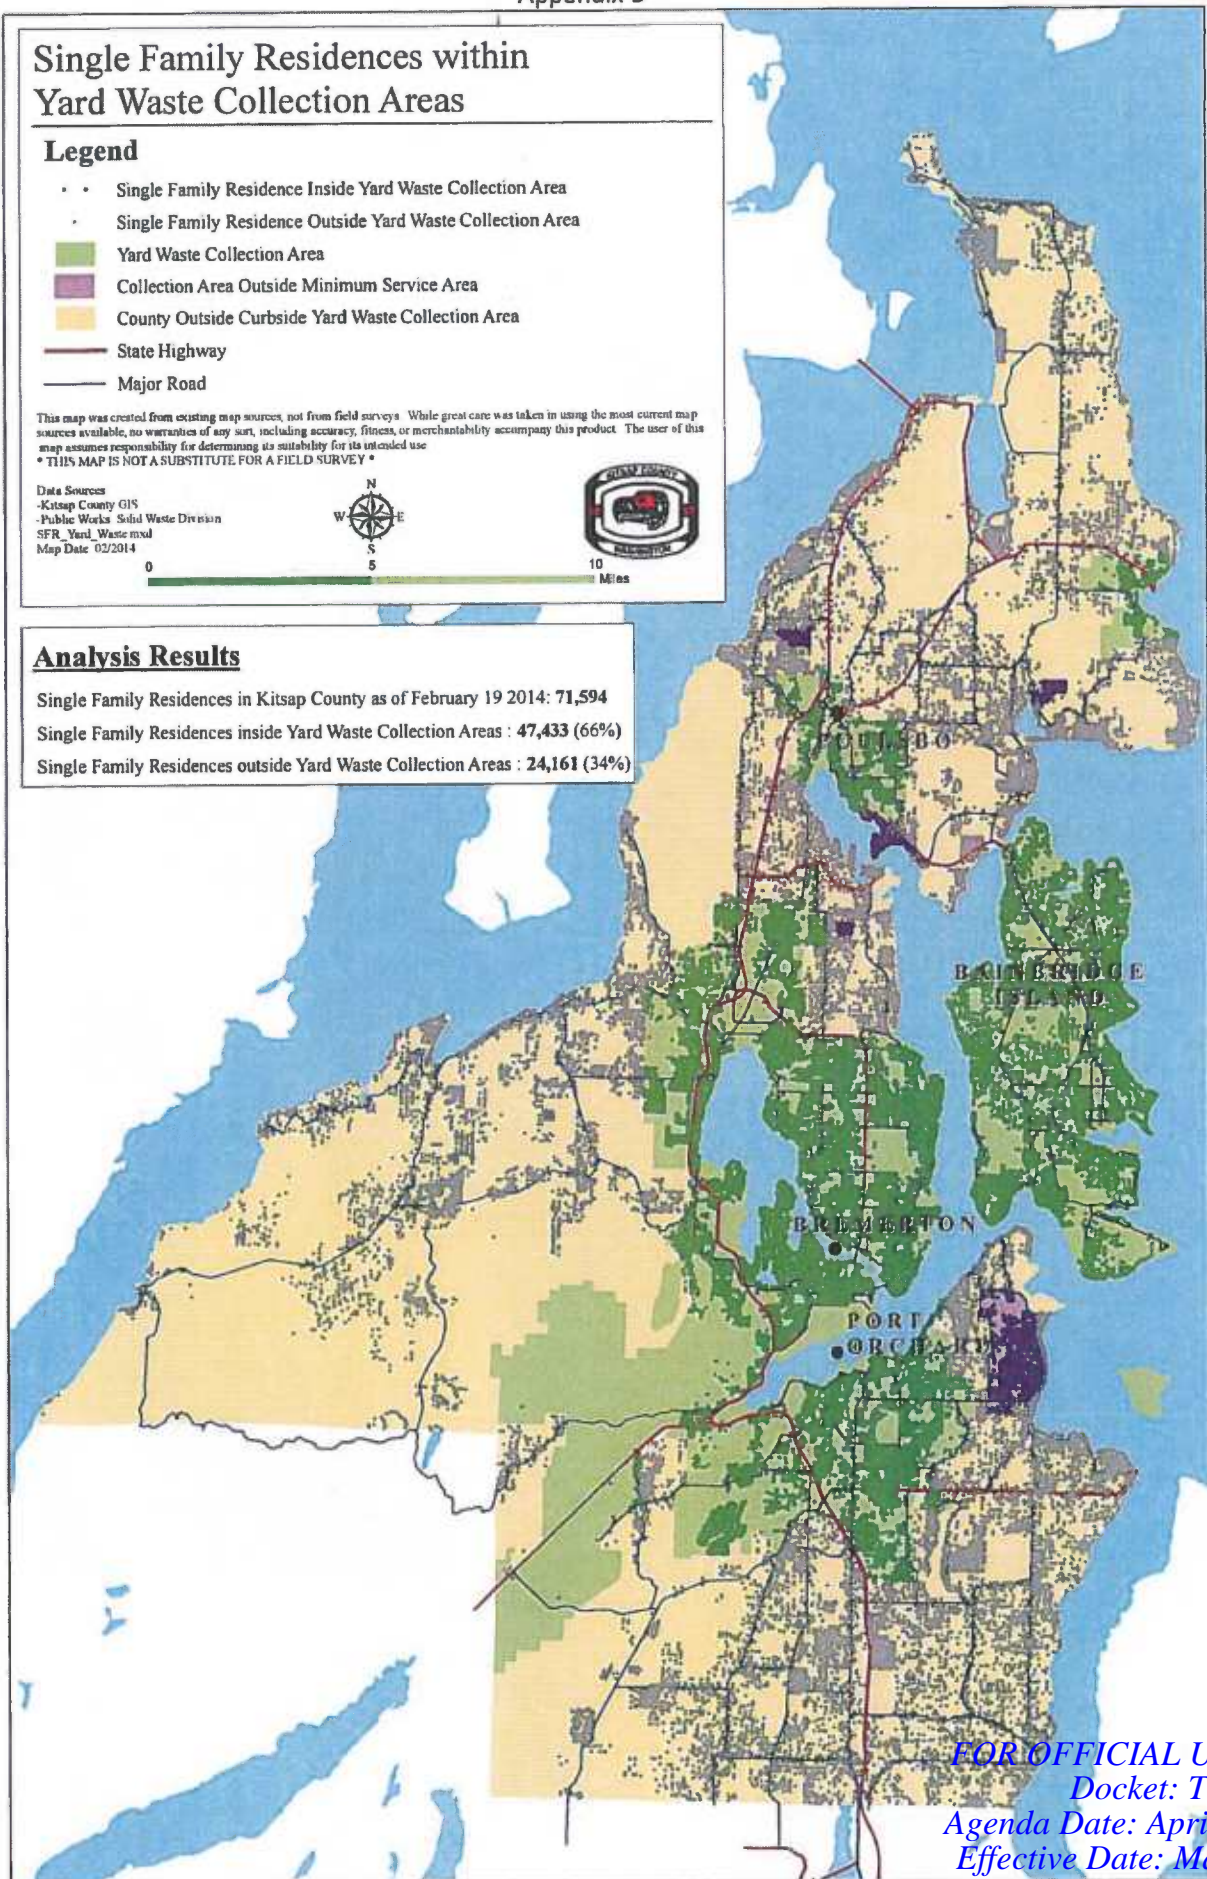 Single Family Residences within
Yard Waste Collection Areas
Legend
Single Family Residence Inside Yard Waste Collection Area
Single Family Residence Outside Yard Waste Collection Area
Yard Waste Collection Area
Collection Area Outside Minimum Service Area
County Outside Curbside Yard Waste Collection Area
State Highway
Major Road
This map was created from existing map sources, not from field surveys. While great care was taken in using the most current map
sources available, no warranties of any sort, including accuracy, fitness, or merchantability accompany this product. The user of this
map assumes responsibility for determining its suitability for its intended use
* THIS MAP IS NOT A SUBSTITUTE FOR A FIELD SURVEY *
Data Sources
-Kitsap County GIS
-Public Works Solid Waste Division
SFR_Yard_Waste mxd
Map Date 02/2014
N
W E
S
KITSAP COUNTY
WASHINGTON
0 5 10
Miles
Analysis Results
Single Family Residences in Kitsap County as of February 19 2014: 71,594
Single Family Residences inside Yard Waste Collection Areas : 47,433 (66%)
Single Family Residences outside Yard Waste Collection Areas : 24,161 (34%)
POULSBO
BAINBRIDGE
ISLAND
BREMERTON
PORT
ORCHARD
FOR OFFICIAL U
Docket: T
Agenda Date: Apri
Effective Date: Ma